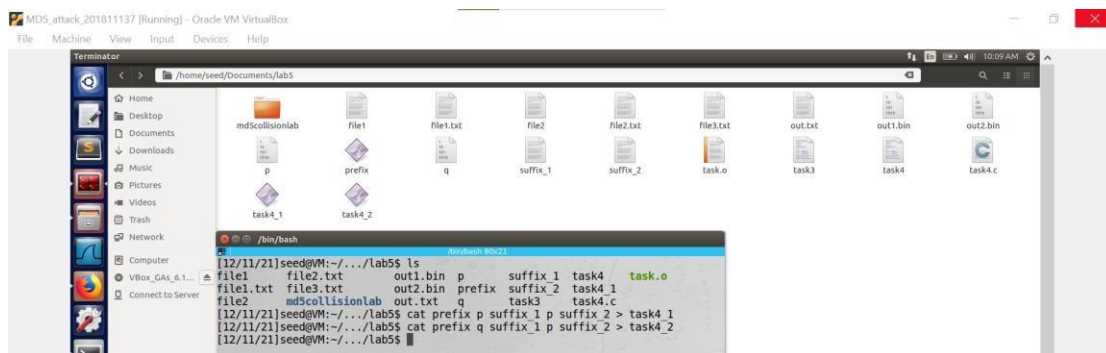 MD5_attack_201811137 [Running] - Oracle VM VirtualBox
File Machine View Input Devices Help
Terminator
En
10:09 AM
/home/seed/Documents/lab5
Home
Desktop
Documents
Downloads
Music
Pictures
Videos
Trash
Network
Computer
VBox_GAs_6.1...
Connect to Server
md5collisionlab file1 file1.txt file2 file2.txt file3.txt out.txt out1.bin out2.bin
p prefix q suffix_1 suffix_2 task.o task3 task4 task4.c
task4_1 task4_2
/bin/bash
/bin/bash 80x21
[12/11/21]seed@VM:~/.../lab5$ ls
file1 file2.txt out1.bin p suffix_1 task4 task.o
file1.txt file3.txt out2.bin prefix suffix_2 task4_1
file2 md5collisionlab out.txt q task3 task4.c
[12/11/21]seed@VM:~/.../lab5$ cat prefix p suffix_1 p suffix_2 > task4_1
[12/11/21]seed@VM:~/.../lab5$ cat prefix q suffix_1 p suffix_2 > task4_2
[12/11/21]seed@VM:~/.../lab5$